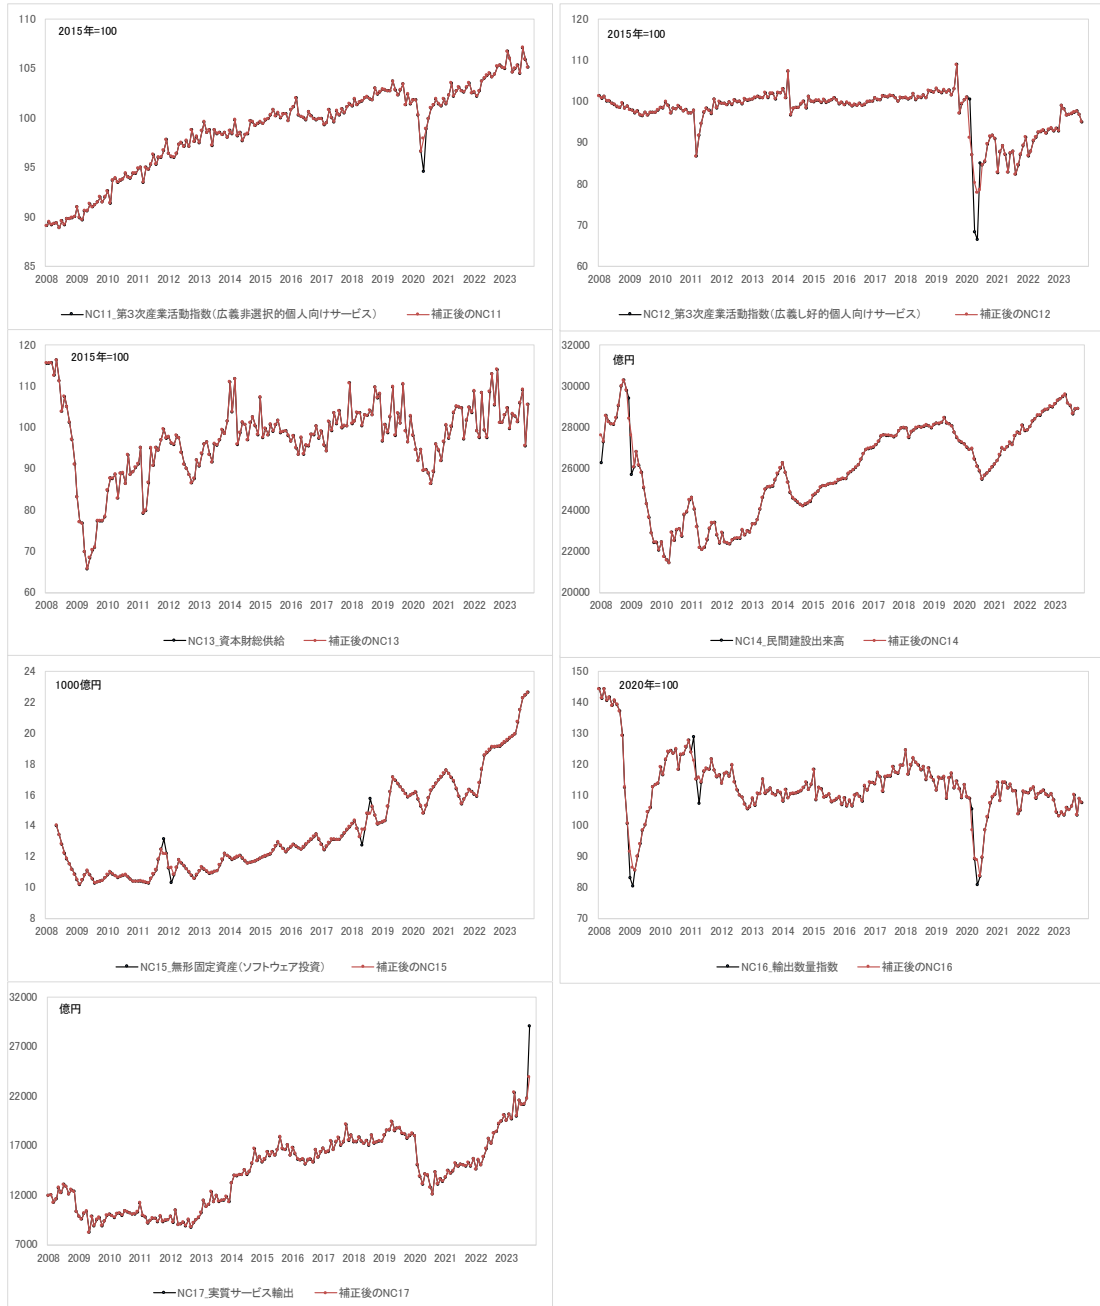 2015年=100
110
105
100
95
90
85
2008 2009 2010 2011 2012 2013 2014 2015 2016 2017 2018 2019 2020 2021 2022 2023
NC11_第3次産業活動指数（広義非選択的個人向けサービス） 補正後のNC11
2015年=100
120
110
100
90
80
70
60
2008 2009 2010 2011 2012 2013 2014 2015 2016 2017 2018 2019 2020 2021 2022 2023
NC12_第3次産業活動指数（広義し好的個人向けサービス） 補正後のNC12
2015年=100
120
110
100
90
80
70
60
2008 2009 2010 2011 2012 2013 2014 2015 2016 2017 2018 2019 2020 2021 2022 2023
NC13_資本財総供給 補正後のNC13
億円
32000
30000
28000
26000
24000
22000
20000
2008 2009 2010 2011 2012 2013 2014 2015 2016 2017 2018 2019 2020 2021 2022 2023
NC14_民間建設出来高 補正後のNC14
1000億円
24
22
20
18
16
14
12
10
8
2008 2009 2010 2011 2012 2013 2014 2015 2016 2017 2018 2019 2020 2021 2022 2023
NC15_無形固定資産（ソフトウェア投資） 補正後のNC15
2020年=100
150
140
130
120
110
100
90
80
70
2008 2009 2010 2011 2012 2013 2014 2015 2016 2017 2018 2019 2020 2021 2022 2023
NC16_輸出数量指数 補正後のNC16
億円
32000
27000
22000
17000
12000
7000
2008 2009 2010 2011 2012 2013 2014 2015 2016 2017 2018 2019 2020 2021 2022 2023
NC17_実質サービス輸出 補正後のNC17